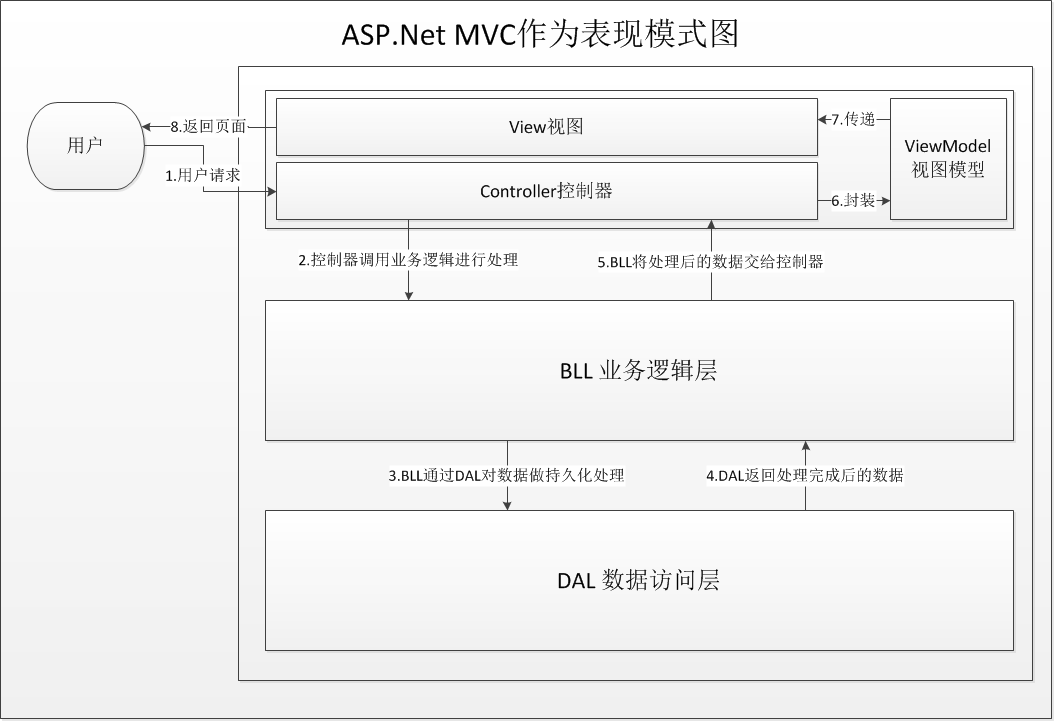 ASP.Net MVC作为表现模式图
用户
8.返回页面
1.用户请求
View视图
Controller控制器
7.传递
6.封装
ViewModel
视图模型
2.控制器调用业务逻辑进行处理
5.BLL将处理后的数据交给控制器
BLL 业务逻辑层
3.BLL通过DAL对数据做持久化处理
4.DAL返回处理完成后的数据
DAL 数据访问层